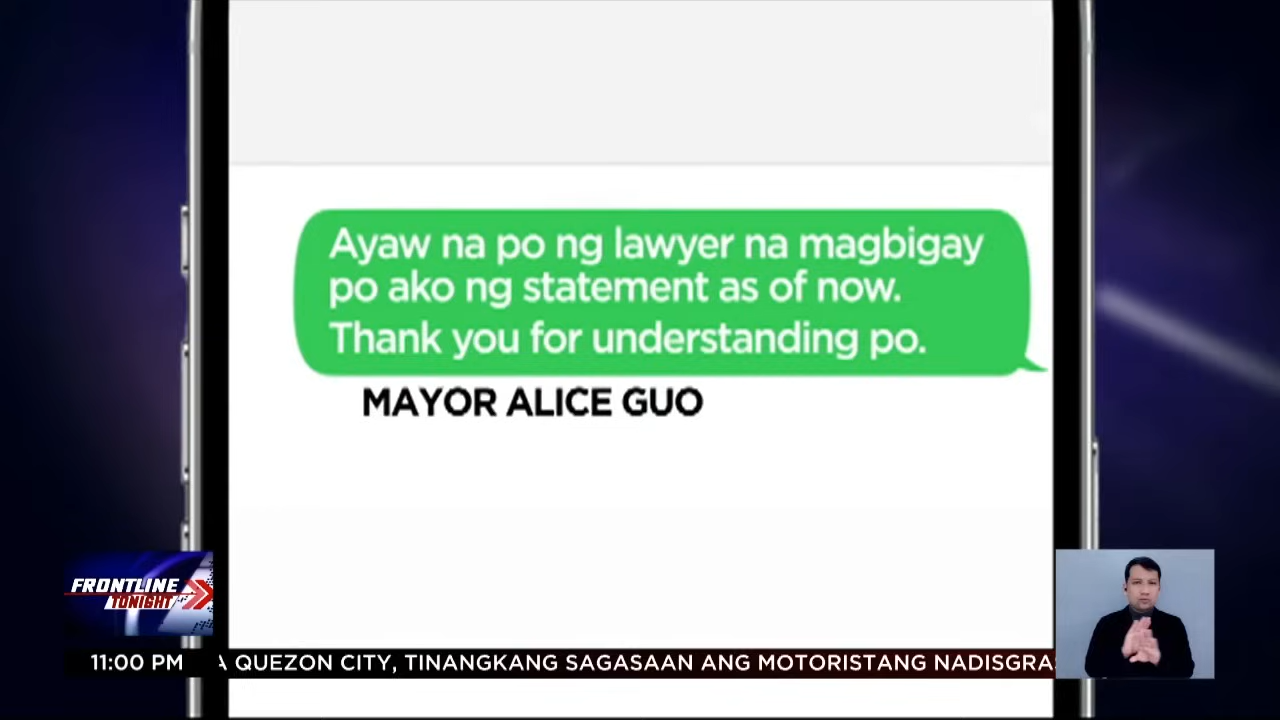 Ayaw na po ng lawyer na magbigay
po ako ng statement as of now.
Thank you for understanding po.
MAYOR ALICE GUO
FRONTLINE
TONIGHT
11:00 PM
A QUEZON CITY, TINANGKANG SAGASAAN ANG MOTORISTANG